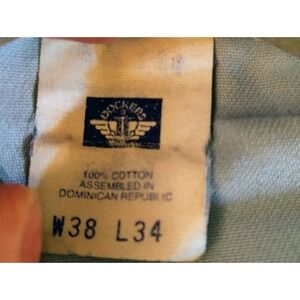 DOCKERS
100% COTTON
ASSEMBLED IN
DOMINICAN REPUBLIC
W38 L34